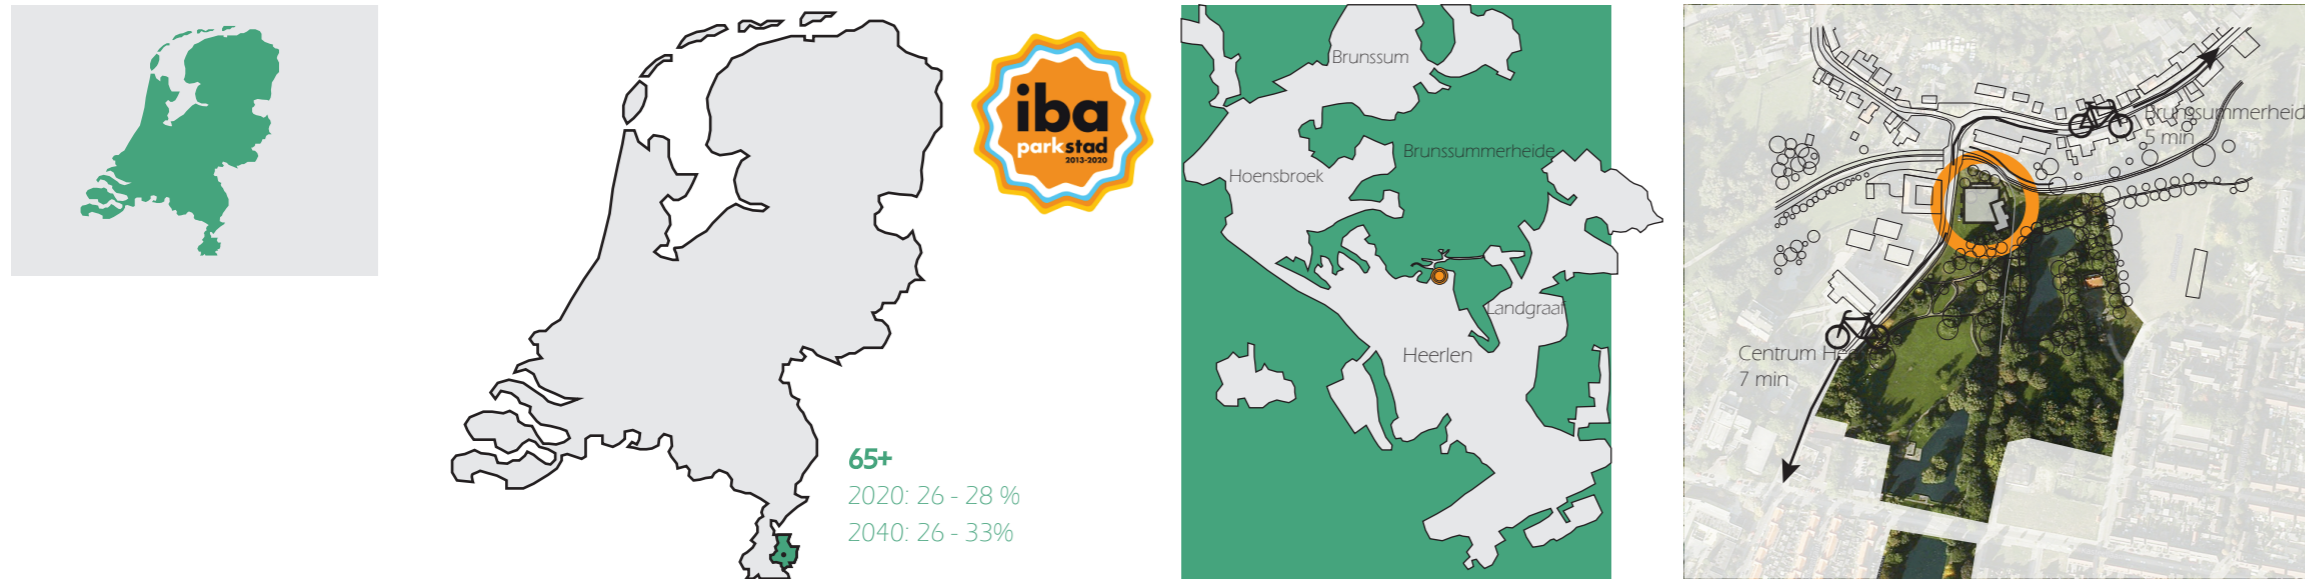 iba
parkstad
2013-2020
65+
2020: 26 - 28 %
2040: 26 - 33%
Brunssum
Brunssummerheide
Hoensbroek
Landgraaf
Heerlen
Brunssummerheid
5 min
Centrum He
7 min